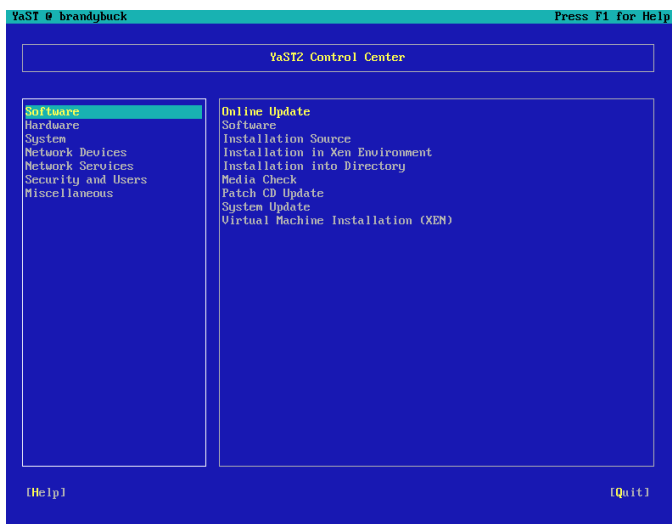 YaST @ brandybuck Press F1 for Help
YaST2 Control Center
Software
Hardware
System
Network Devices
Network Services
Security and Users
Miscellaneous
Online Update
Software
Installation Source
Installation in Xen Environment
Installation into Directory
Media Check
Patch CD Update
System Update
Virtual Machine Installation (XEN)
[Help] [Quit]